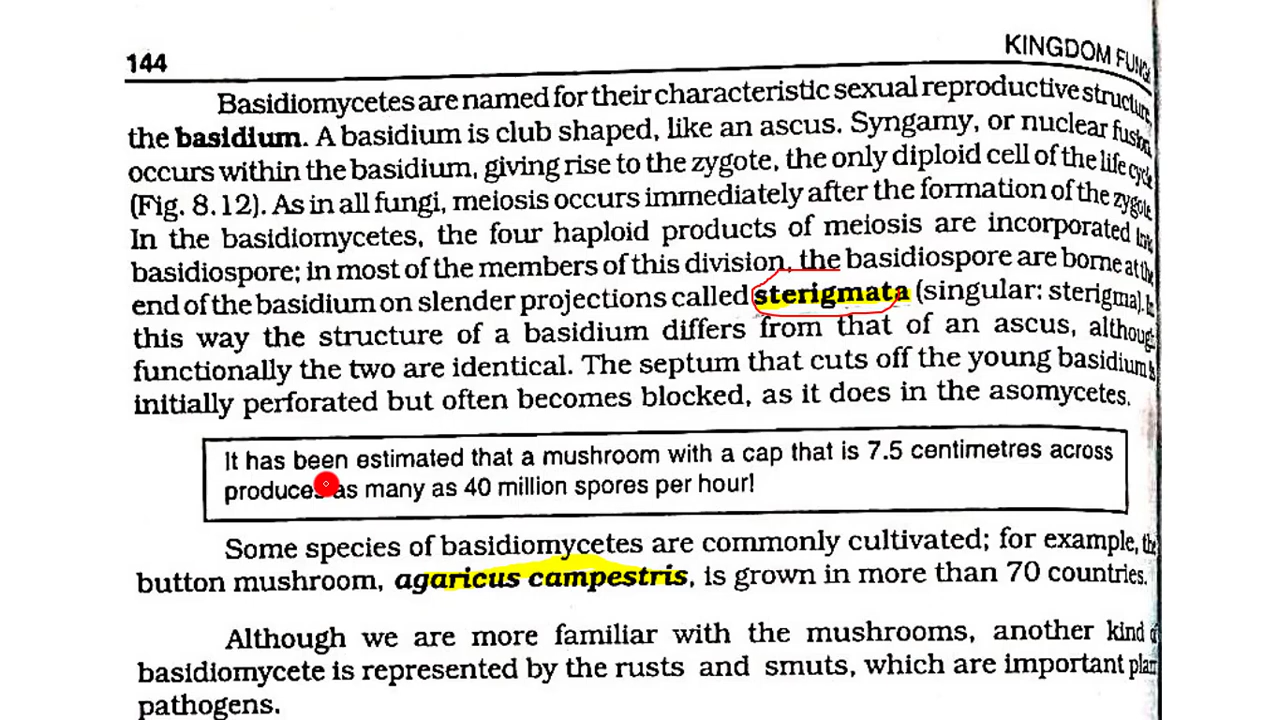 144
KINGDOM FUNGI
Basidiomycetes are named for their characteristic sexual reproductive structure,
the basidium. A basidium is club shaped, like an ascus. Syngamy, or nuclear fusion,
occurs within the basidium, giving rise to the zygote, the only diploid cell of the life cycle
(Fig. 8.12). As in all fungi, meiosis occurs immediately after the formation of the zygote.
In the basidiomycetes, the four haploid products of meiosis are incorporated into
basidiospore; in most of the members of this division, the basidiospore are borne at the
end of the basidium on slender projections called sterigmata (singular: sterigma). In
this way the structure of a basidium differs from that of an ascus, although
functionally the two are identical. The septum that cuts off the young basidium is
initially perforated but often becomes blocked, as it does in the asomycetes.
It has been estimated that a mushroom with a cap that is 7.5 centimetres across
produces as many as 40 million spores per hour!
Some species of basidiomycetes are commonly cultivated; for example, the
button mushroom, agaricus campestris, is grown in more than 70 countries.
Although we are more familiar with the mushrooms, another kind of
basidiomycete is represented by the rusts and smuts, which are important plant
pathogens.